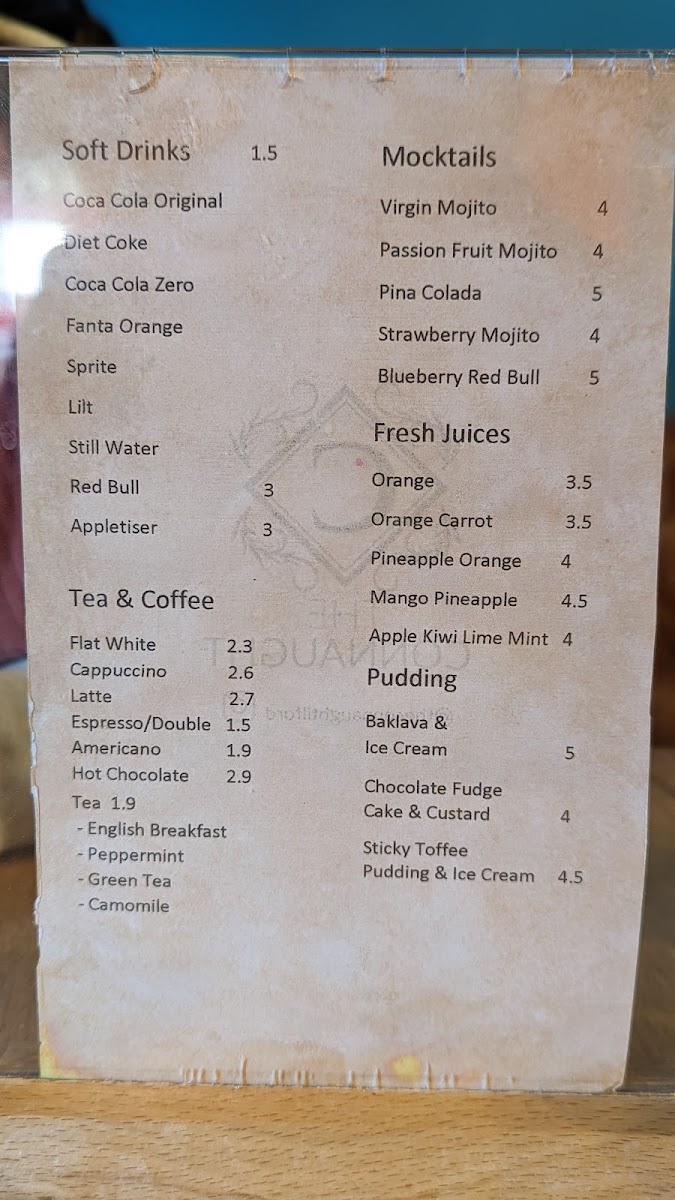 Soft Drinks 1.5
Coca Cola Original
Diet Coke
Coca Cola Zero
Fanta Orange
Sprite
Lilt
Still Water
Red Bull 3
Appletiser 3
Tea & Coffee
Flat White 2.3
Cappuccino 2.6
Latte 2.7
Espresso/Double 1.5
Americano 1.9
Hot Chocolate 2.9
Tea 1.9
- English Breakfast
- Peppermint
- Green Tea
- Camomile
Mocktails
Virgin Mojito 4
Passion Fruit Mojito 4
Pina Colada 5
Strawberry Mojito 4
Blueberry Red Bull 5
Fresh Juices
Orange 3.5
Orange Carrot 3.5
Pineapple Orange 4
Mango Pineapple 4.5
Apple Kiwi Lime Mint 4
Pudding
Baklava &
Ice Cream 5
Chocolate Fudge
Cake & Custard 4
Sticky Toffee
Pudding & Ice Cream 4.5
CONNAUGHT